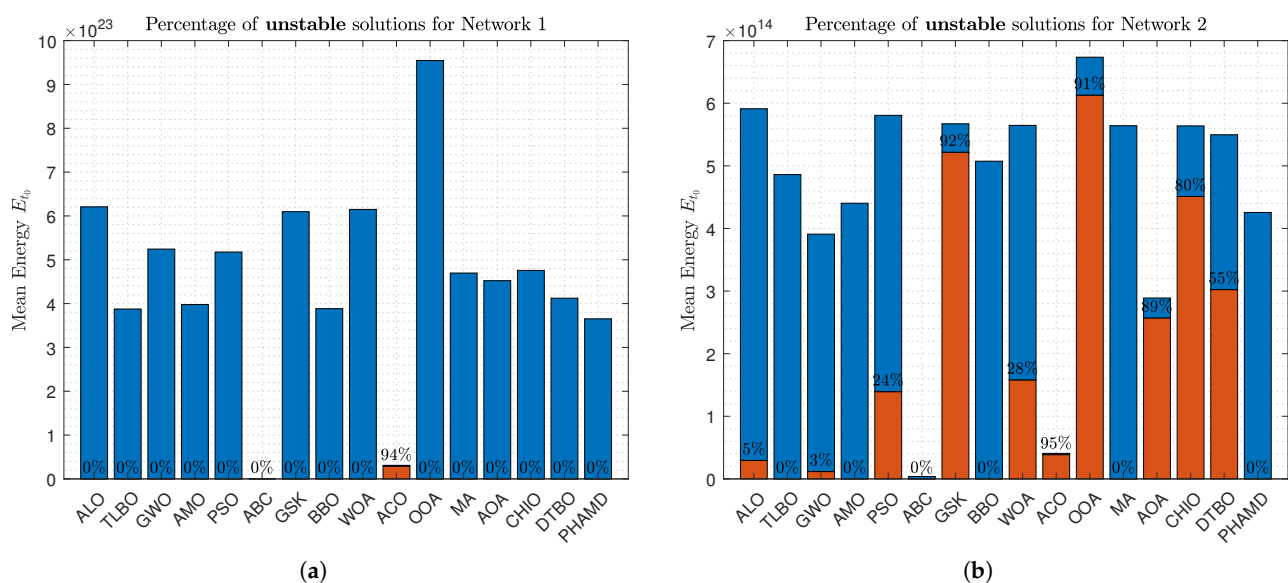 Percentage of unstable solutions for Network 1
×10^23
Mean Energy E_{t_0}
10
9
8
7
6
5
4
3
2
1
0
0% 0% 0% 0% 0% 0% 0% 0% 0% 94% 0% 0% 0% 0% 0% 0%
ALO TLBO GWO AMO PSO ABC GSK BBO WOA ACO OOA MA AOA CHIO DTBO PHAMD
(a)
Percentage of unstable solutions for Network 2
×10^14
Mean Energy E_{t_0}
7
6
5
4
3
2
1
0
5% 0% 3% 0% 24% 0% 92% 0% 28% 95% 91% 0% 89% 80% 55% 0%
ALO TLBO GWO AMO PSO ABC GSK BBO WOA ACO OOA MA AOA CHIO DTBO PHAMD
(b)